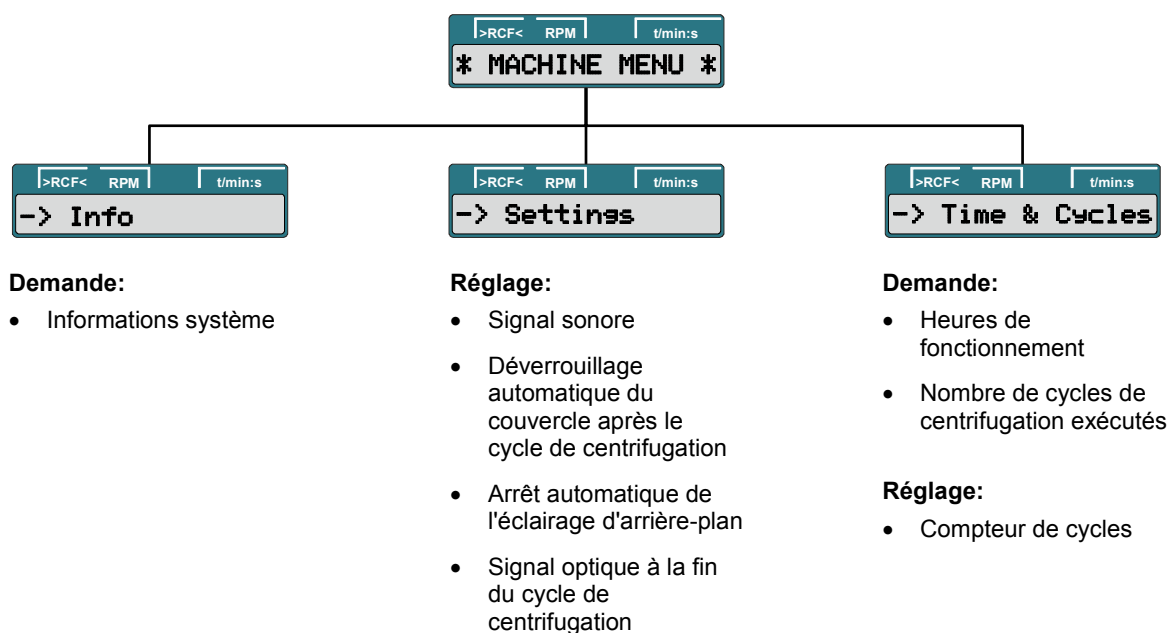 >RCF< RPM t/min:s
* MACHINE MENU *
>RCF< RPM t/min:s
-> Info
Demande:
• Informations système
>RCF< RPM t/min:s
-> Settings
Réglage:
• Signal sonore
• Déverrouillage
automatique du
couvercle après le
cycle de centrifugation
• Arrêt automatique de
l'éclairage d'arrière-plan
• Signal optique à la fin
du cycle de
centrifugation
>RCF< RPM t/min:s
-> Time & Cycles
Demande:
• Heures de
fonctionnement
• Nombre de cycles de
centrifugation exécutés
Réglage:
• Compteur de cycles